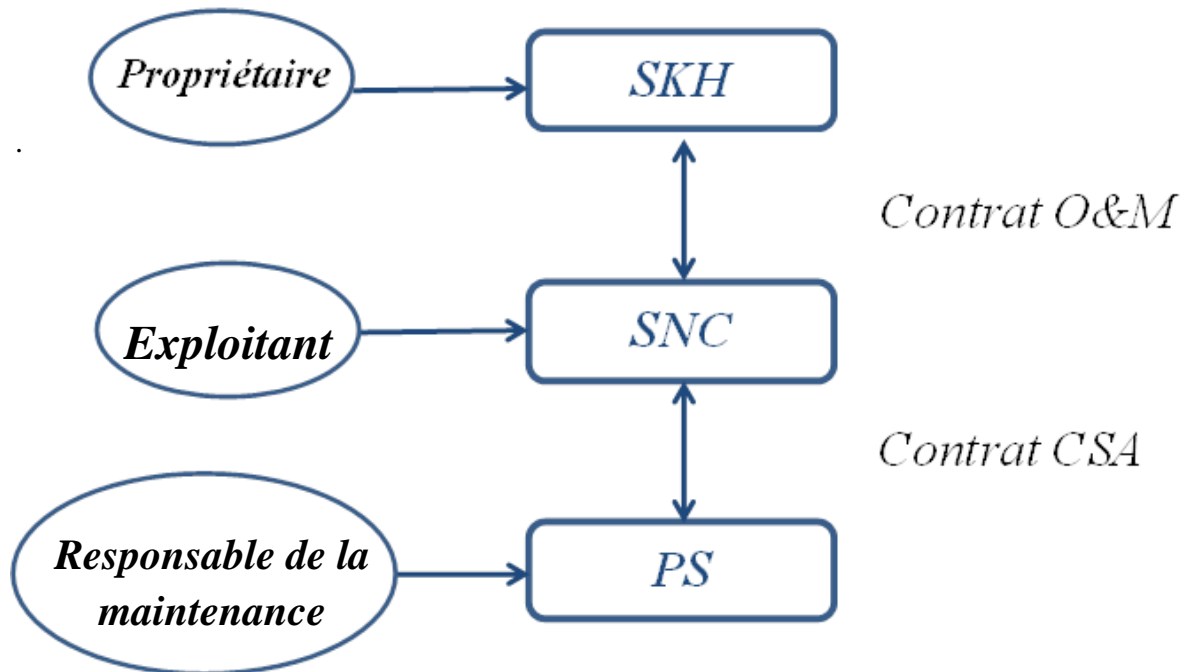 Propriétaire
SKH
.
Contrat O&M
Exploitant
SNC
Contrat CSA
Responsable de la
maintenance
PS